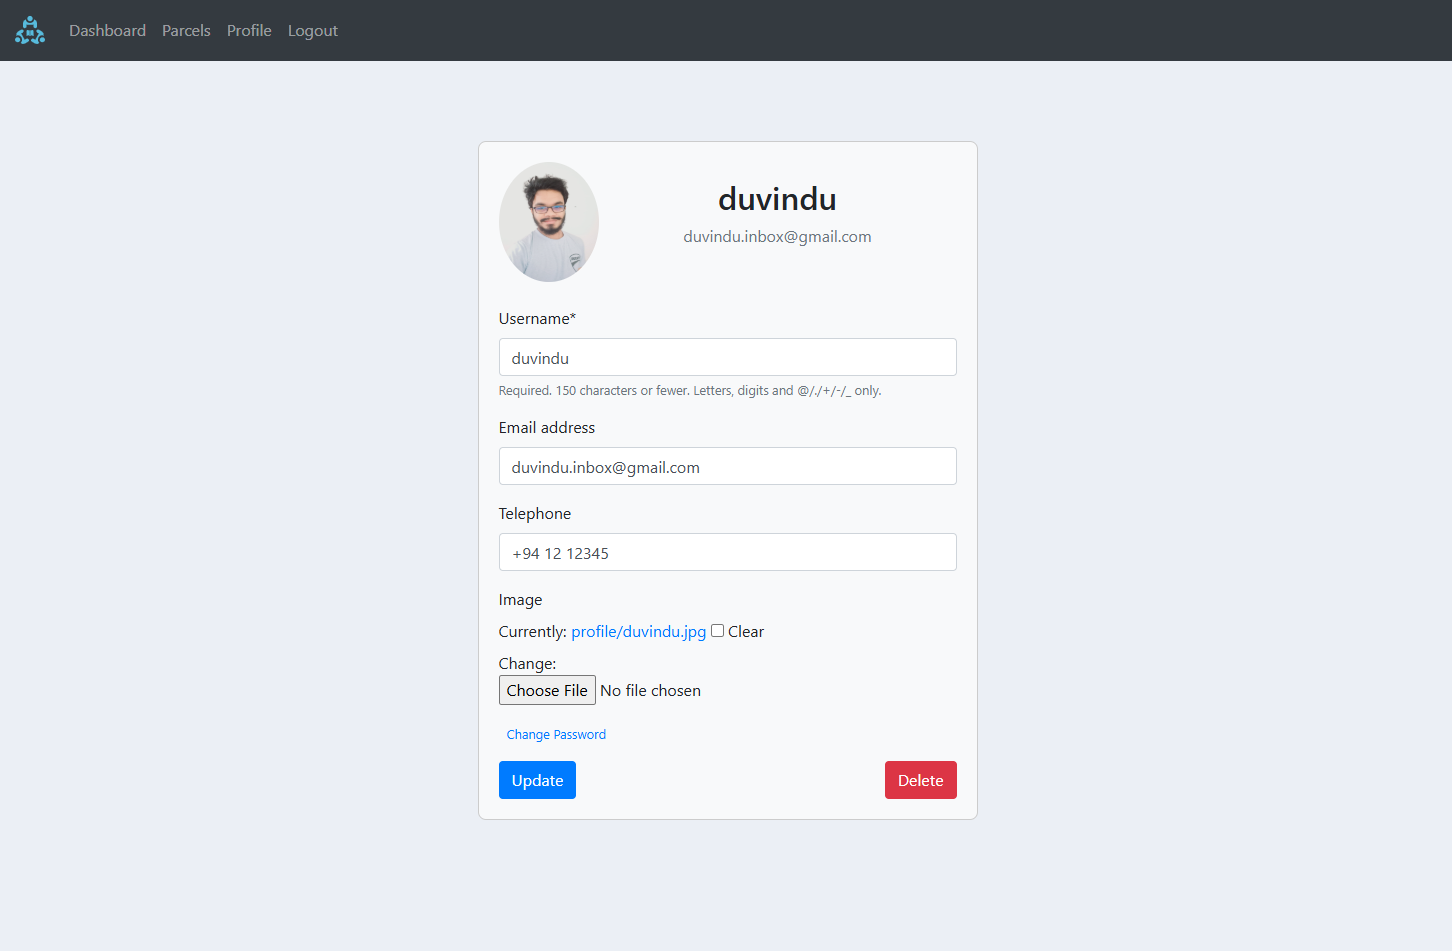 Dashboard Parcels Profile Logout
duvindu
duvindu.inbox@gmail.com
Username*
duvindu
Required. 150 characters or fewer. Letters, digits and @/./+/-/_ only.
Email address
duvindu.inbox@gmail.com
Telephone
+94 12 12345
Image
Currently: profile/duvindu.jpg Clear
Change:
Choose File No file chosen
Change Password
Update Delete